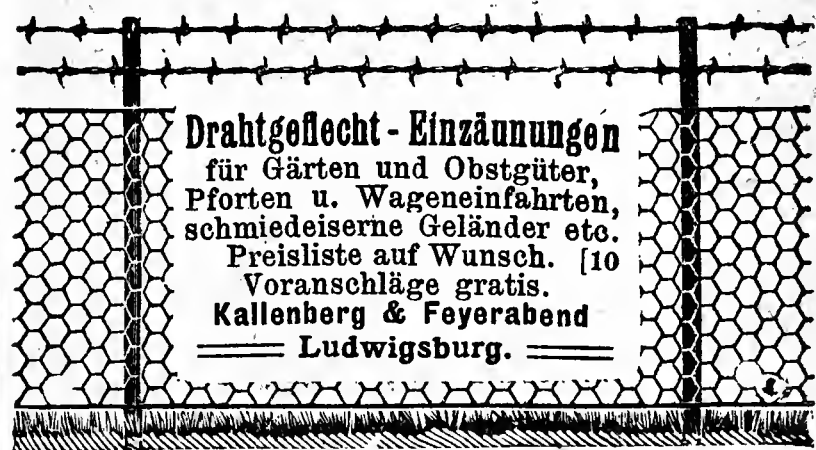 Drahtgeflecht - Einzäunungen
für Gärten und Obstgüter,
Pforten u. Wageneinfahrten,
schmiedeiserne Geländer etc.
Preisliste auf Wunsch. [10
Voranschläge gratis.
Kallenberg & Feyerabend
Ludwigsburg.